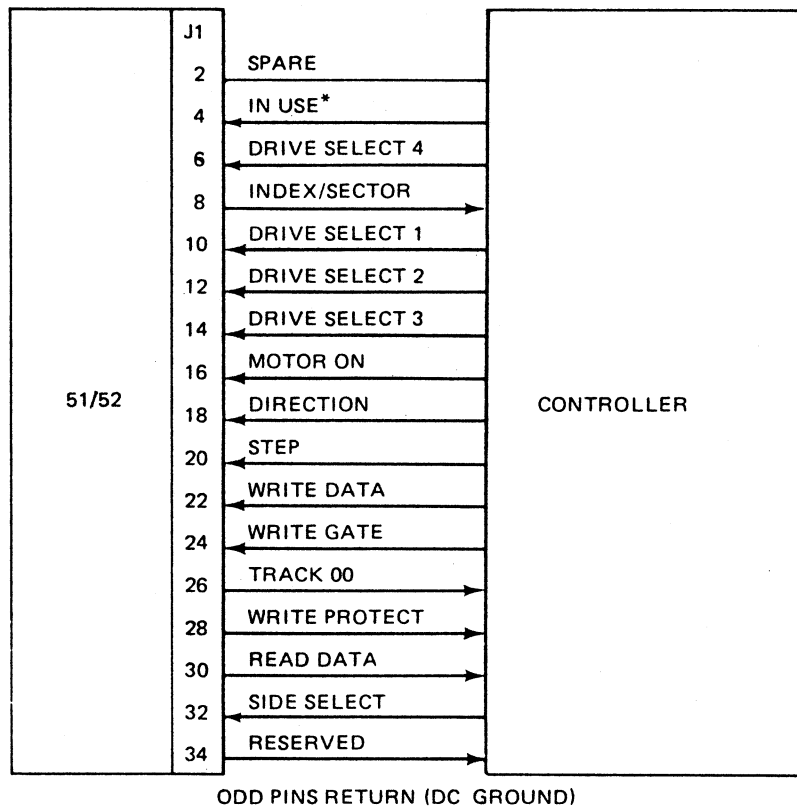 J1
2 SPARE
4 IN USE*
6 DRIVE SELECT 4
8 INDEX/SECTOR
10 DRIVE SELECT 1
12 DRIVE SELECT 2
14 DRIVE SELECT 3
16 MOTOR ON
51/52 18 DIRECTION CONTROLLER
20 STEP
22 WRITE DATA
24 WRITE GATE
26 TRACK 00
28 WRITE PROTECT
30 READ DATA
32 SIDE SELECT
34 RESERVED
ODD PINS RETURN (DC GROUND)